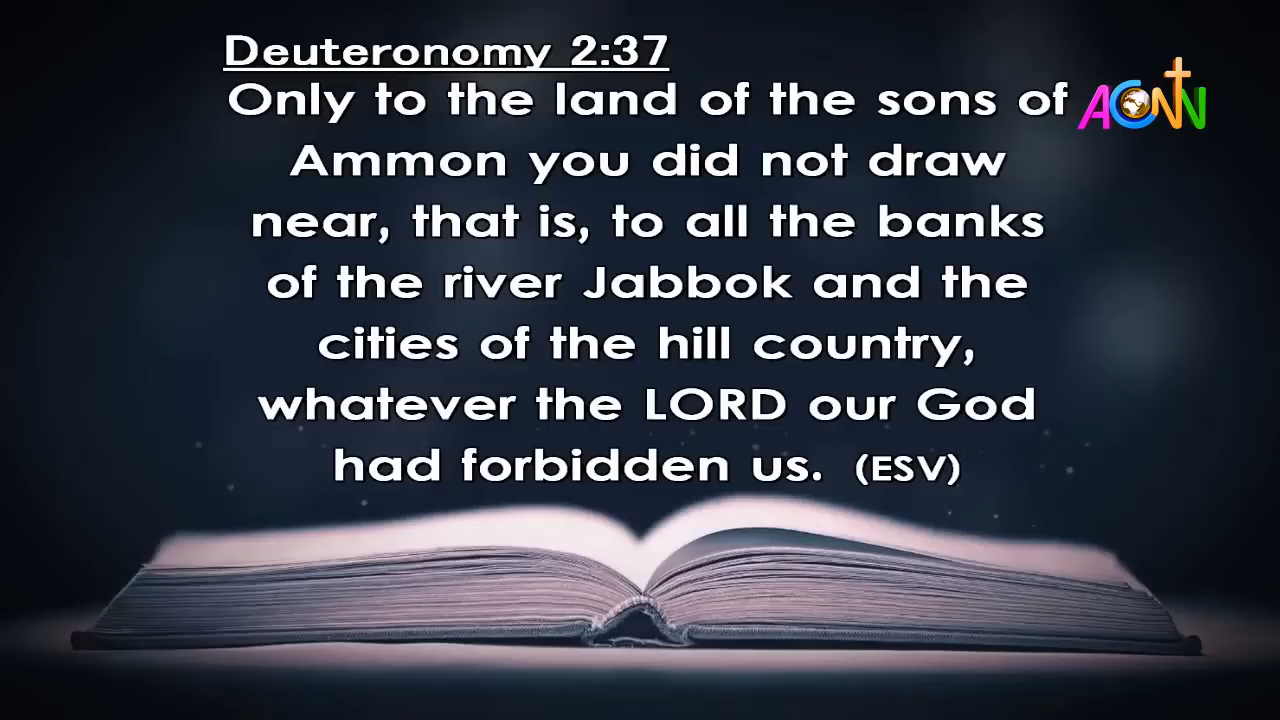 Deuteronomy 2:37
Only to the land of the sons of
ACNN
Ammon you did not draw
near, that is, to all the banks
of the river Jabbok and the
cities of the hill country,
whatever the LORD our God
had forbidden us. (ESV)